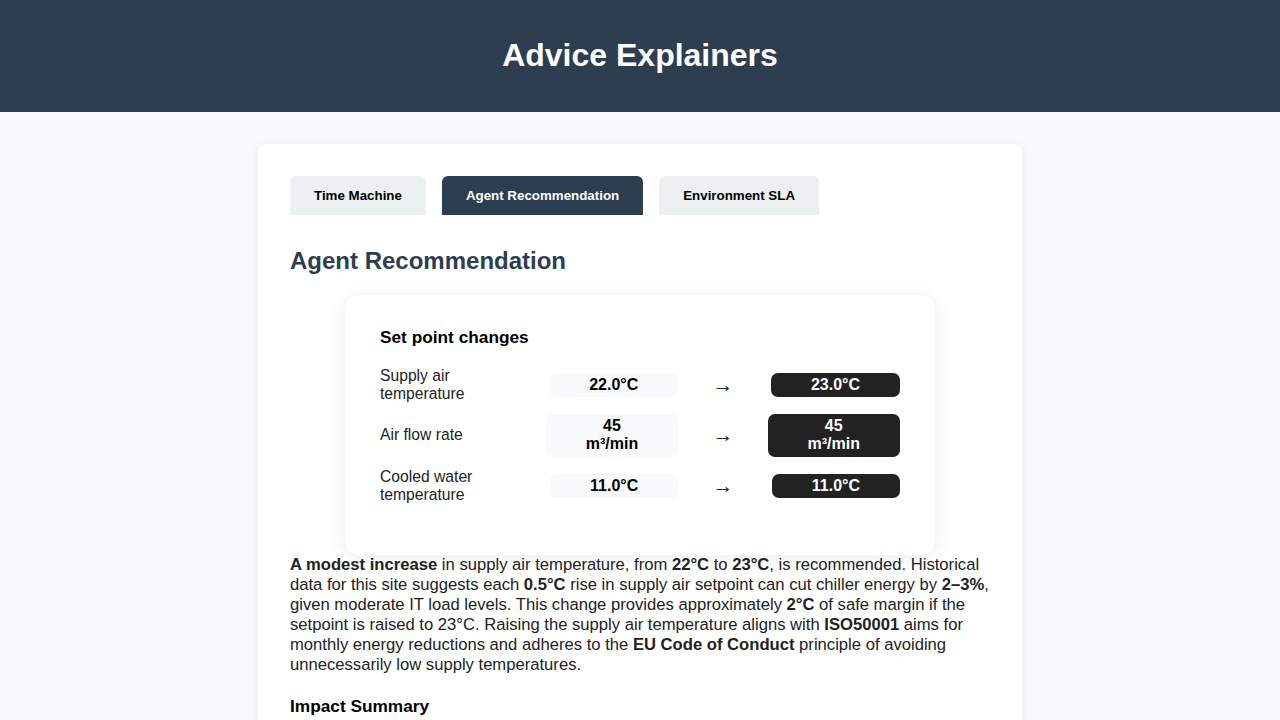 Advice Explainers
Time Machine
Agent Recommendation
Environment SLA
Agent Recommendation
Set point changes
Supply air
temperature
22.0°C
→
23.0°C
Air flow rate
45
m³/min
→
45
m³/min
Cooled water
temperature
11.0°C
→
11.0°C
A modest increase in supply air temperature, from 22°C to 23°C, is recommended. Historical
data for this site suggests each 0.5°C rise in supply air setpoint can cut chiller energy by 2–3%,
given moderate IT load levels. This change provides approximately 2°C of safe margin if the
setpoint is raised to 23°C. Raising the supply air temperature aligns with ISO50001 aims for
monthly energy reductions and adheres to the EU Code of Conduct principle of avoiding
unnecessarily low supply temperatures.
Impact Summary